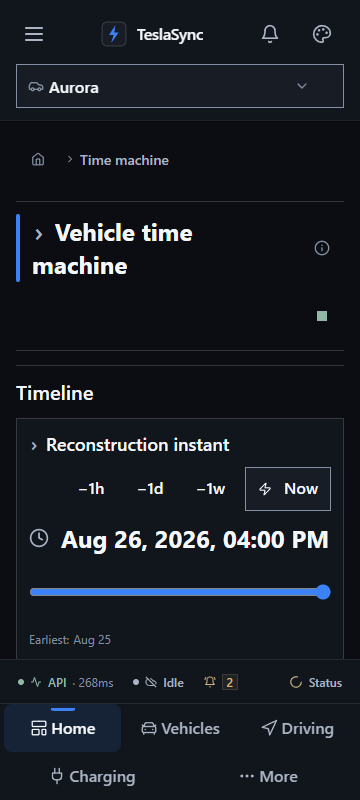 TeslaSync
Aurora
Time machine
Vehicle time
machine
Timeline
Reconstruction instant
−1h −1d −1w Now
Aug 26, 2026, 04:00 PM
Earliest: Aug 25
API · 268ms Idle 2 Status
Home Vehicles Driving
Charging More